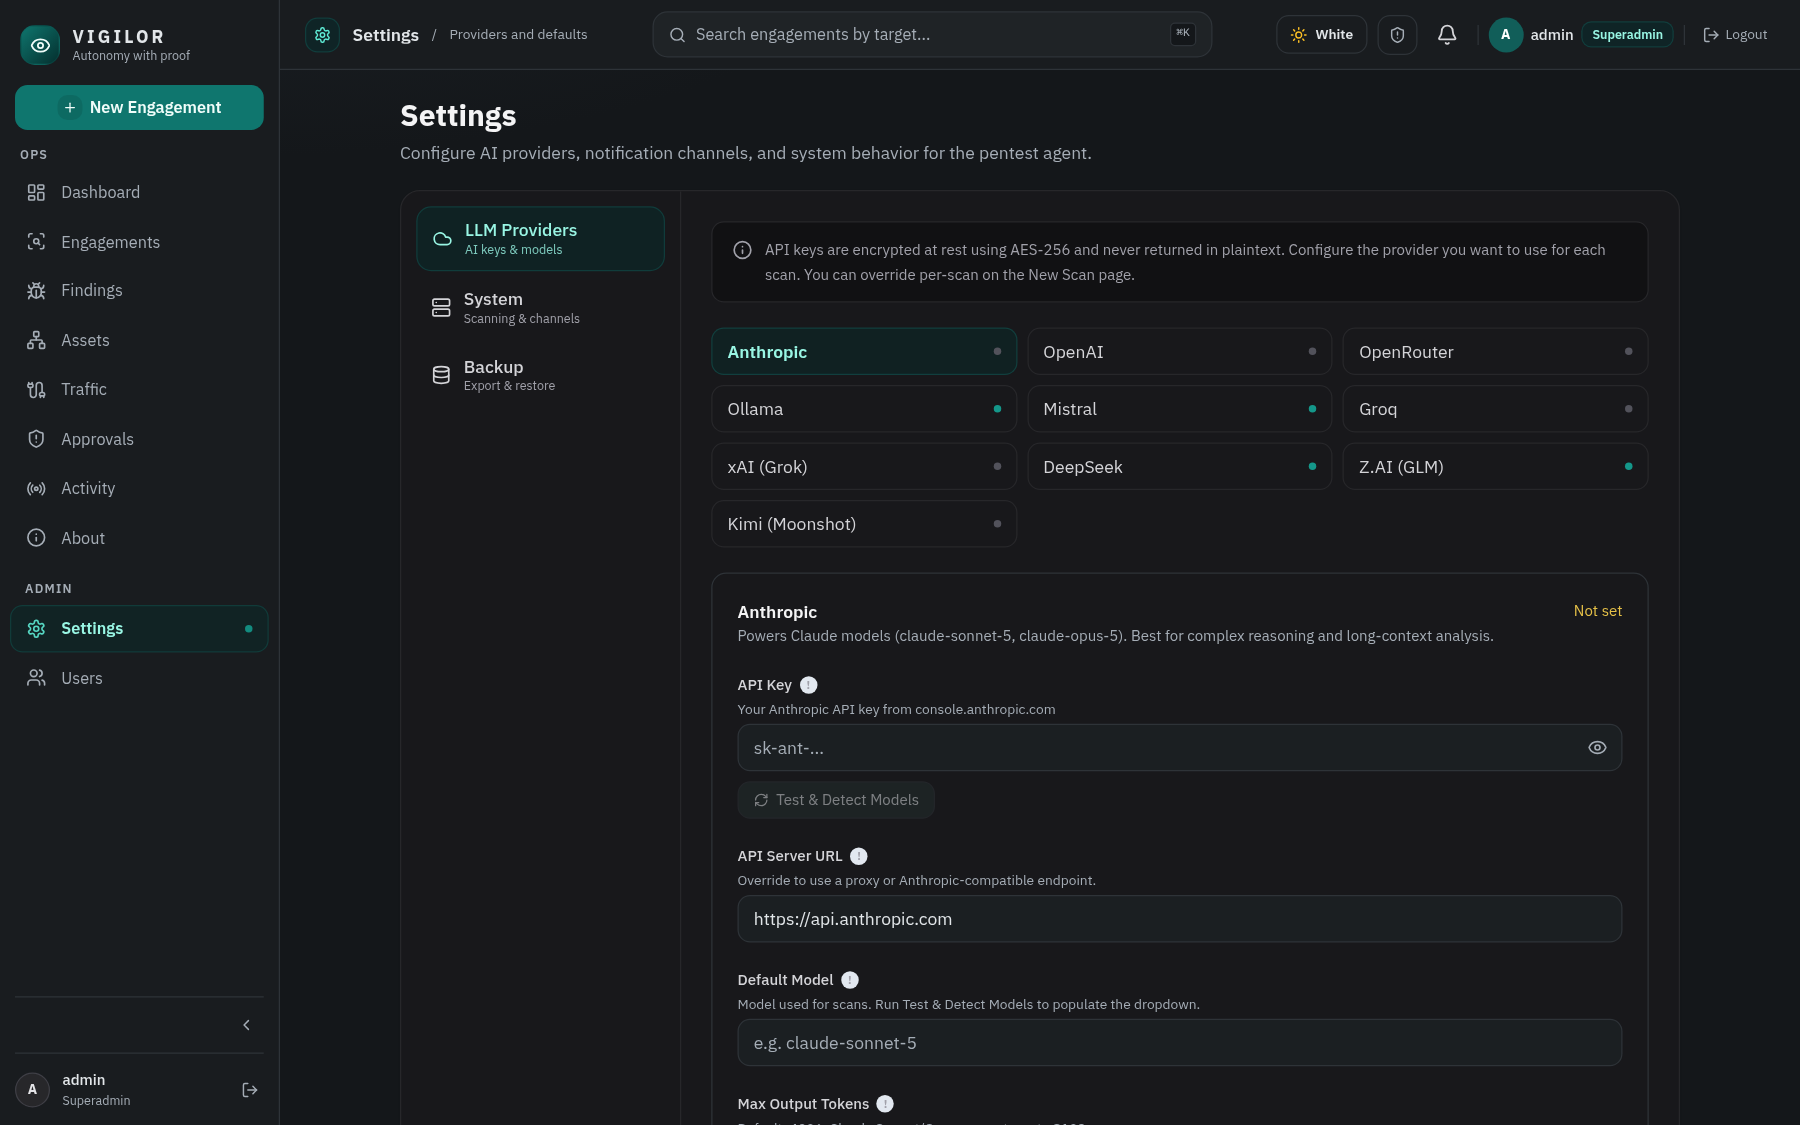 VIGILOR
Autonomy with proof
New Engagement
OPS
Dashboard
Engagements
Findings
Assets
Traffic
Approvals
Activity
About
ADMIN
Settings
Users
admin
Superadmin
A
Settings / Providers and defaults
Search engagements by target...
⌘K
White
A
admin
Superadmin
Logout
Settings
Configure AI providers, notification channels, and system behavior for the pentest agent.
LLM Providers
AI keys & models
System
Scanning & channels
Backup
Export & restore
API keys are encrypted at rest using AES-256 and never returned in plaintext. Configure the provider you want to use for each
scan. You can override per-scan on the New Scan page.
Anthropic
OpenAI
OpenRouter
Ollama
Mistral
Groq
xAI (Grok)
DeepSeek
Z.AI (GLM)
Kimi (Moonshot)
Anthropic
Not set
Powers Claude models (claude-sonnet-5, claude-opus-5). Best for complex reasoning and long-context analysis.
API Key
Your Anthropic API key from console.anthropic.com
sk-ant-...
Test & Detect Models
API Server URL
Override to use a proxy or Anthropic-compatible endpoint.
https://api.anthropic.com
Default Model
Model used for scans. Run Test & Detect Models to populate the dropdown.
e.g. claude-sonnet-5
Max Output Tokens